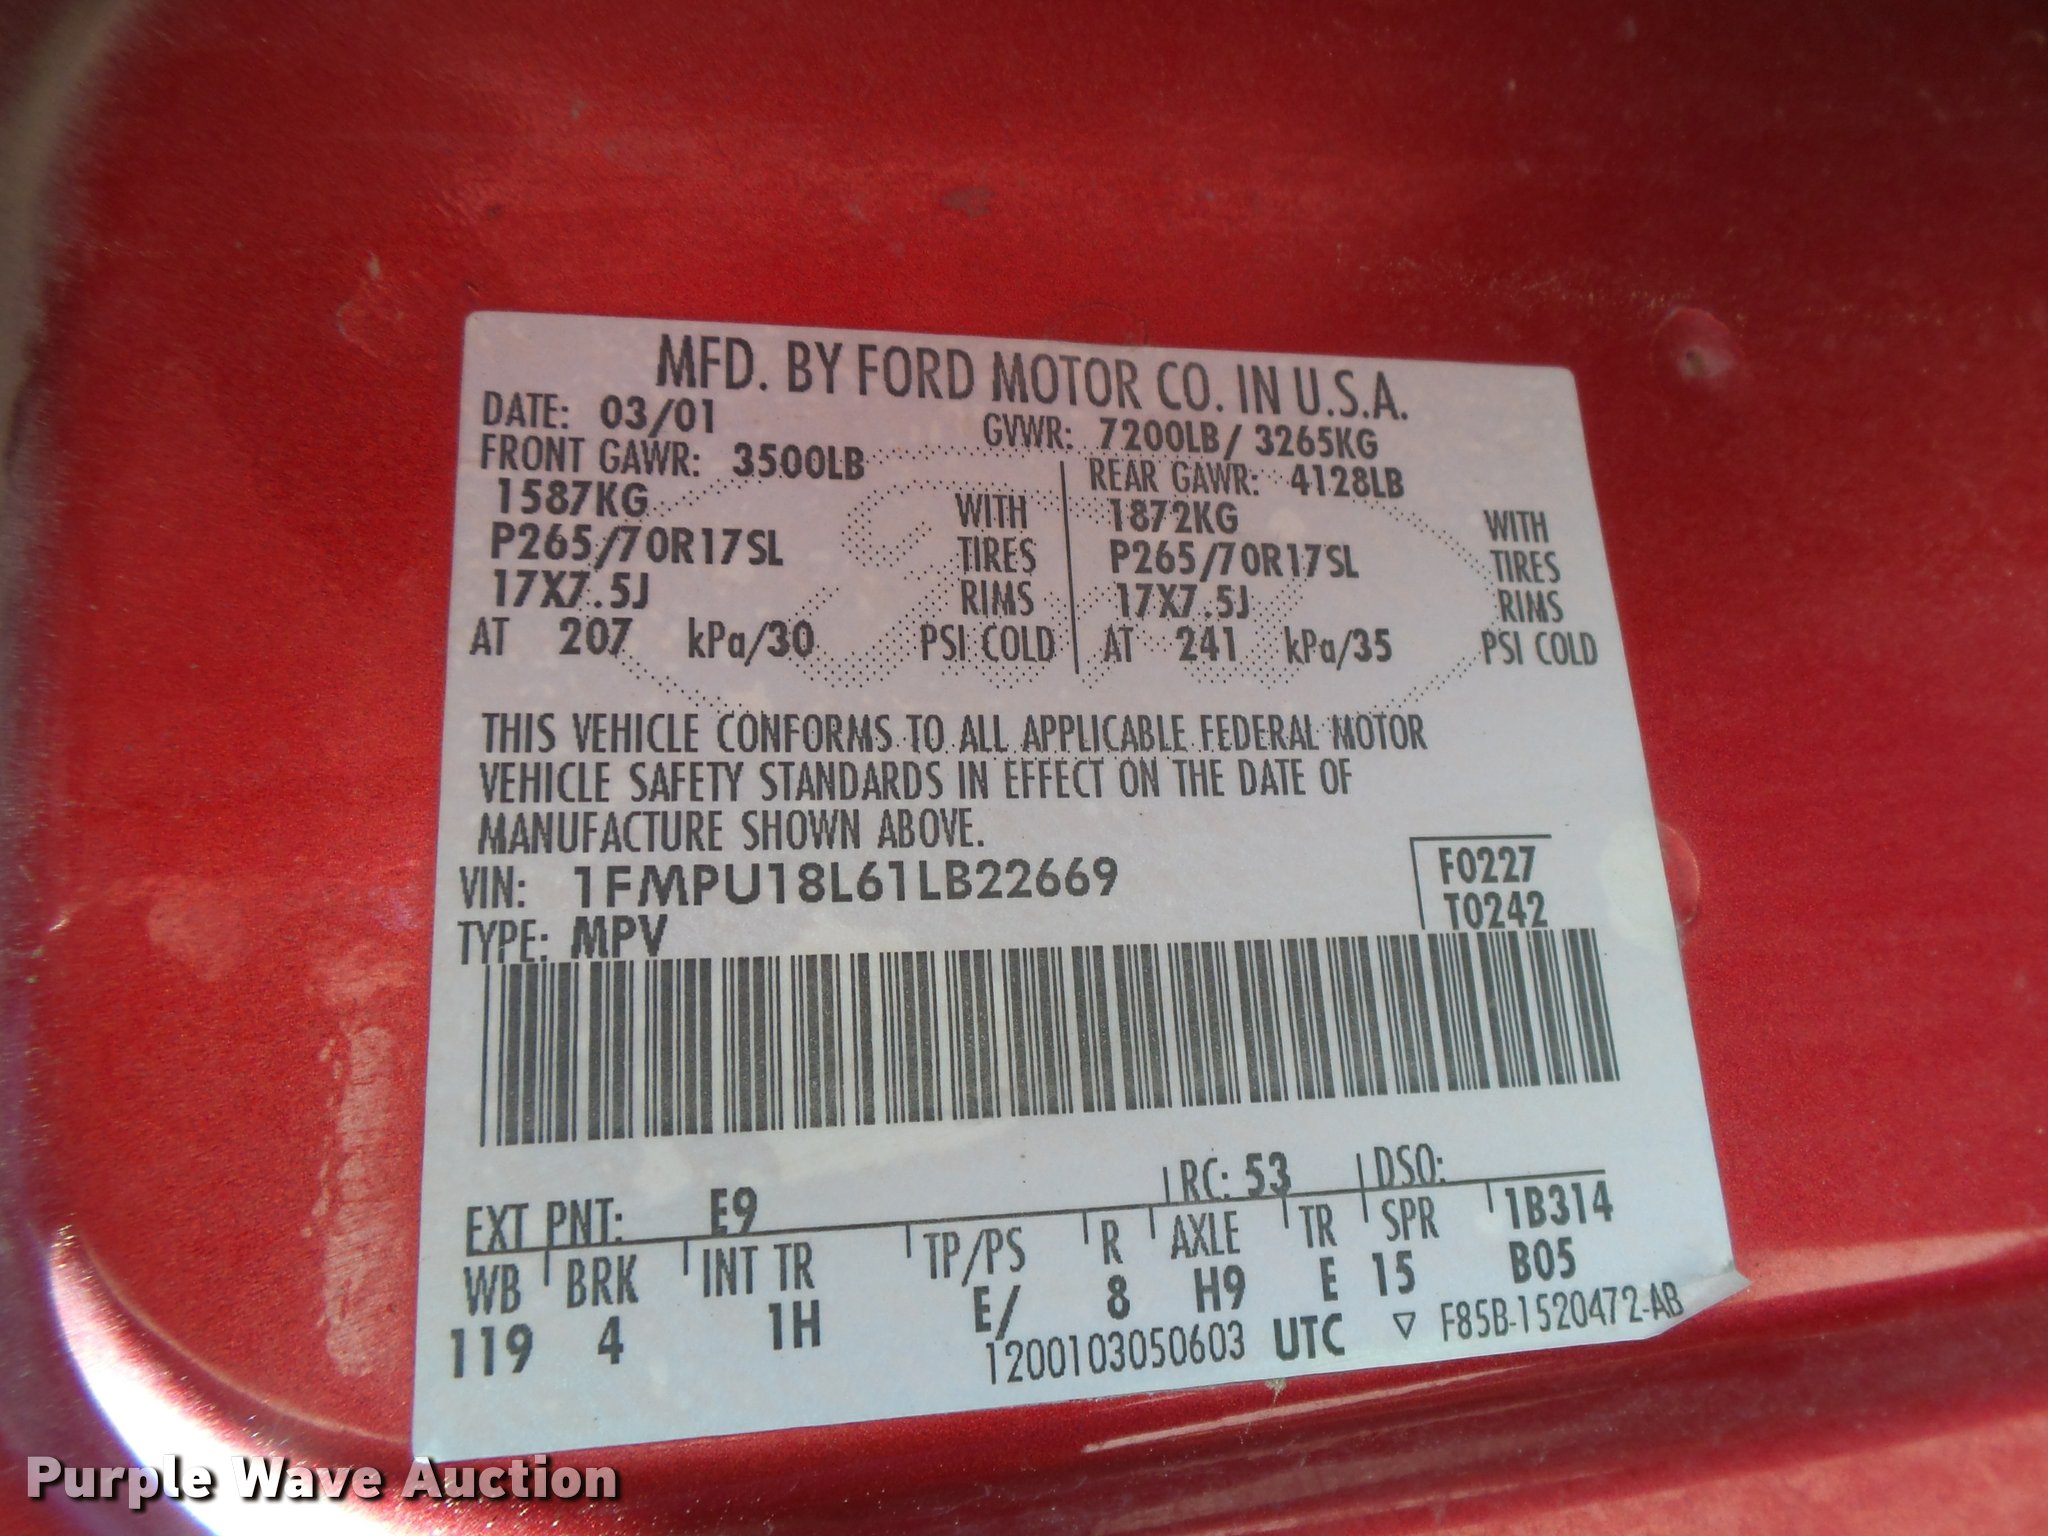 MFD. BY FORD MOTOR CO. IN U.S.A.
DATE: 03/01 GVWR: 7200LB/ 3265KG
FRONT GAWR: 3500LB REAR GAWR: 4128LB
1587KG WITH 1872KG WITH
P265/70R17SL TIRES P265/70R17SL TIRES
17X7.5J RIMS 17X7.5J RIMS
AT 207 kPa/30 PSI COLD AT 241 kPa/35 PSI COLD
THIS VEHICLE CONFORMS TO ALL APPLICABLE FEDERAL MOTOR
VEHICLE SAFETY STANDARDS IN EFFECT ON THE DATE OF
MANUFACTURE SHOWN ABOVE.
VIN: 1FMPU18L61LB22669 F0227
TYPE: MPV T0242
EXT PNT: E9 RC: 53 DSO:
WB BRK INT TR TP/PS R AXLE TR SPR 1B314
119 4 1H E/ 8 H9 E 15 B05
1200103050603 UTC ▽ F85B-1520472-AB
Purple Wave Auction